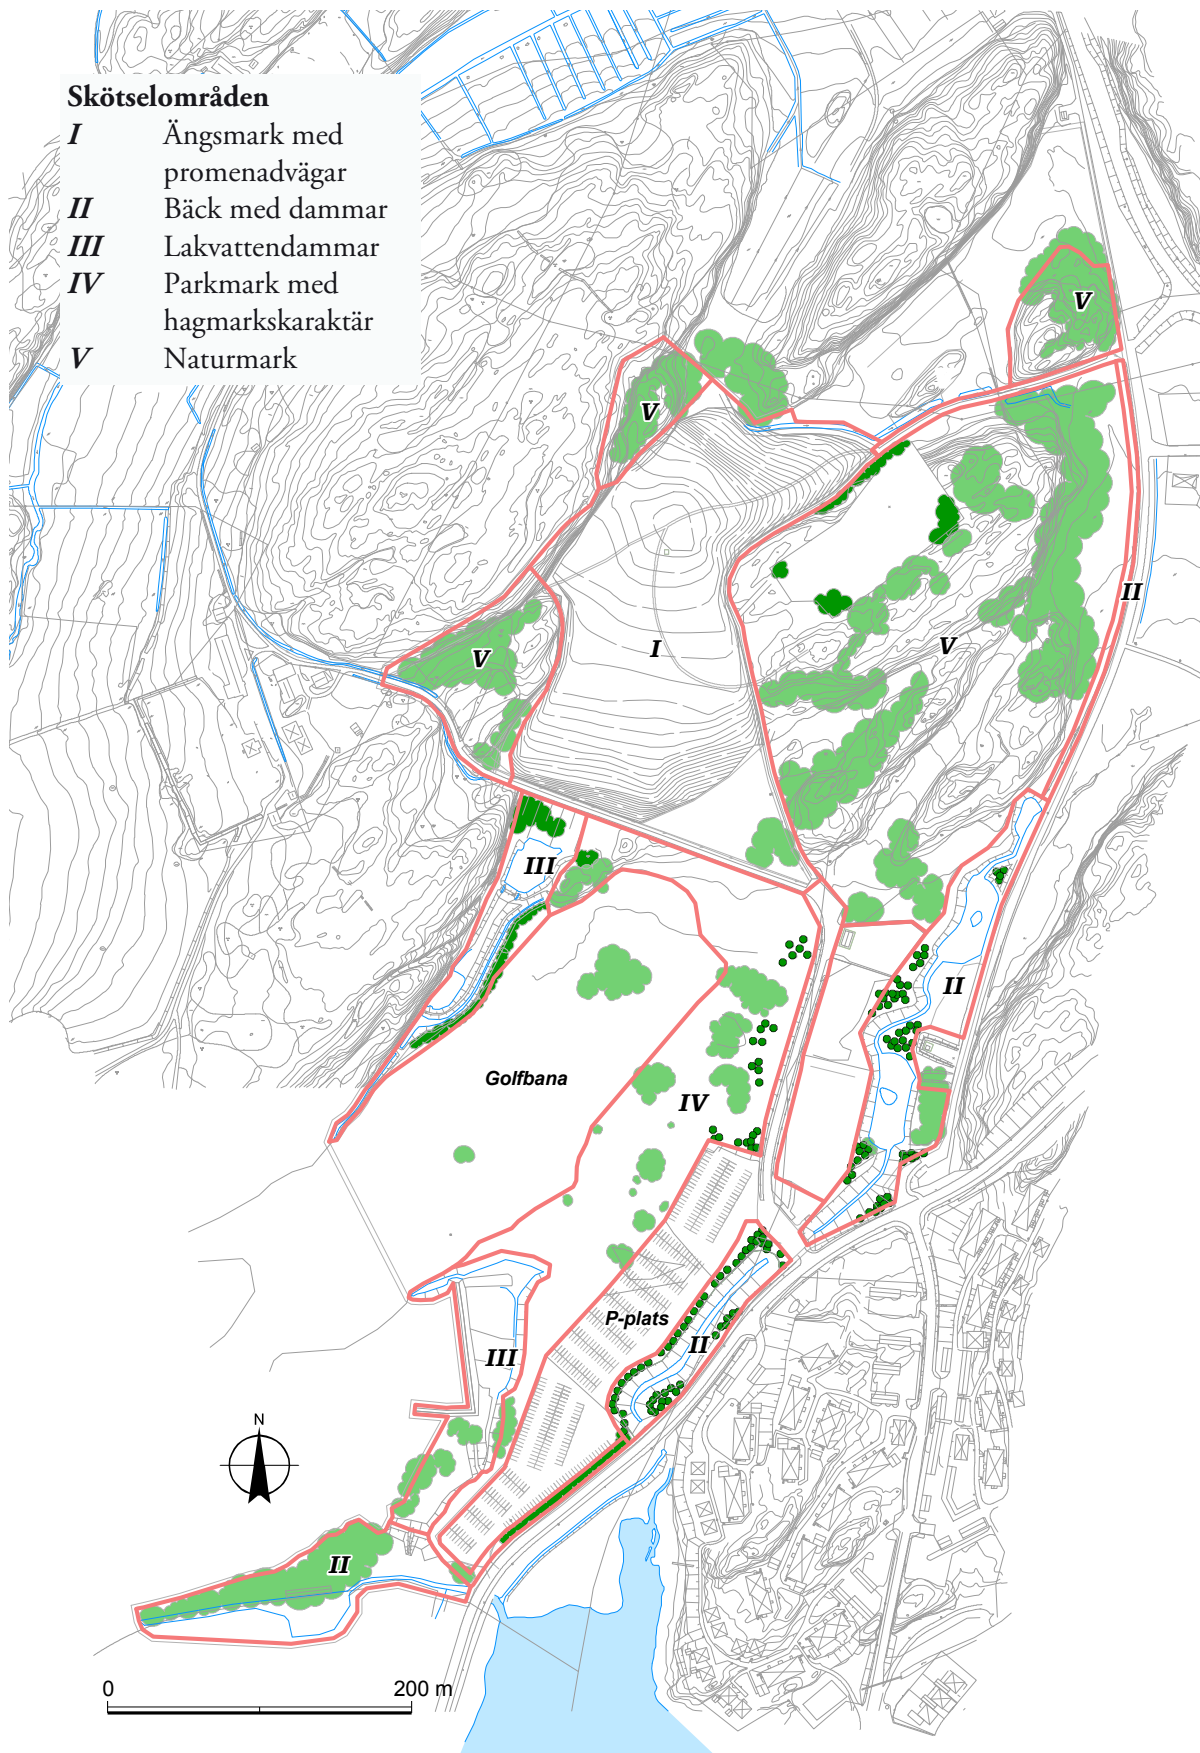 Skötselområden
I Ängsmark med
promenadvägar
II Bäck med dammar
III Lakvattendammar
IV Parkmark med
hagmarkskaraktär
V Naturmark
V
V
II
I
V
V
III
II
Golfbana
IV
P-plats
II
III
N
II
0 200 m